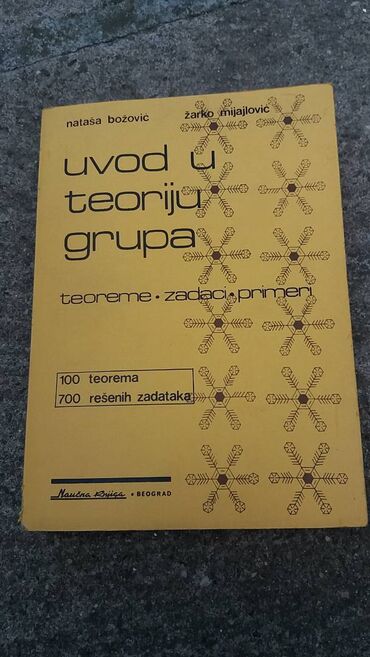 nataša božović žarko mijajlović
uvod u
teoriju
grupa
teoreme • zadaci • primeri
100 teorema
700 rešenih zadataka
Naučna Knjiga • BEOGRAD